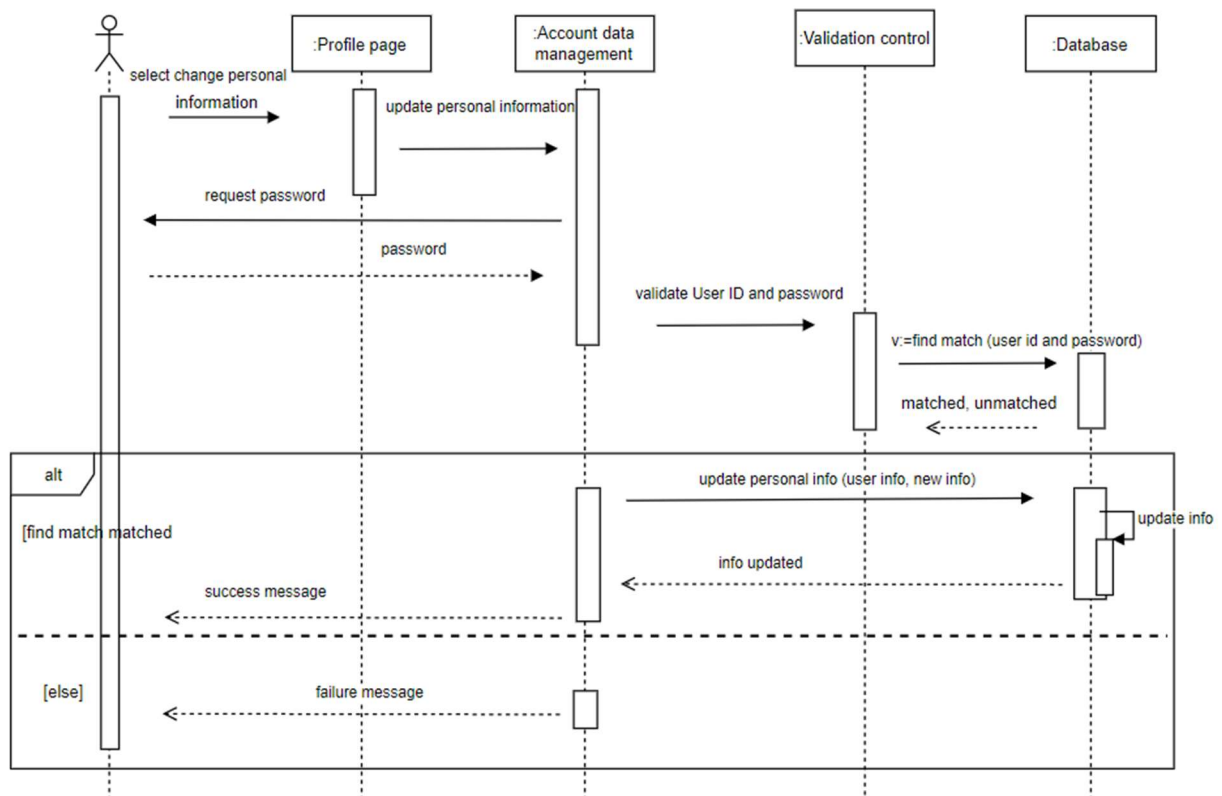 :Profile page
:Account data
management
:Validation control
:Database
select change personal
information
update personal information
request password
password
validate User ID and password
v:=find match (user id and password)
matched, unmatched
alt
update personal info (user info, new info)
[find match matched
update info
info updated
success message
[else]
failure message